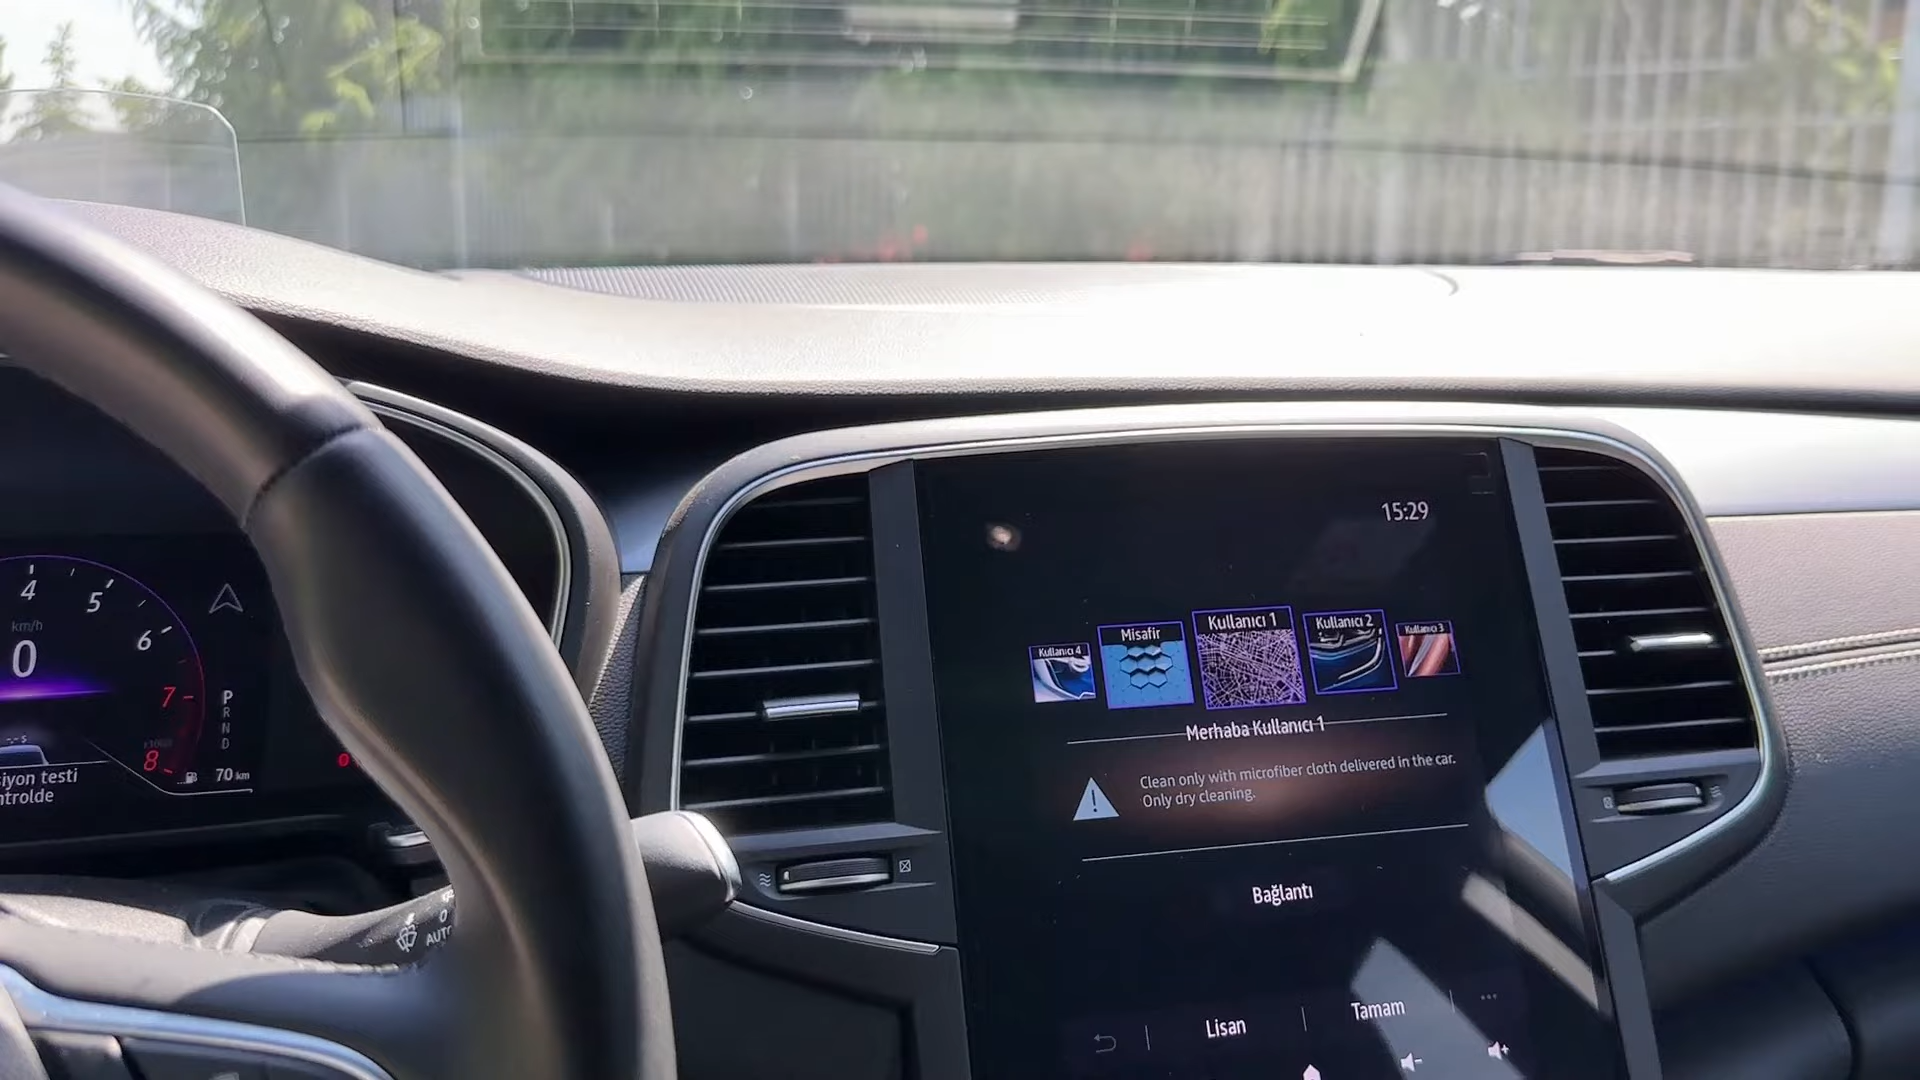 15:29
Kullanıcı 4
Misafir
Kullanıcı 1
Kullanıcı 2
Kullanıcı 3
Merhaba Kullanıcı 1
Clean only with microfiber cloth delivered in the car.
Only dry cleaning.
Bağlantı
Lisan
Tamam
4
5
6
7
8
km/h
0
P
R
N
D
70 km
siyon testi
ntrolde
0
O
AUTO